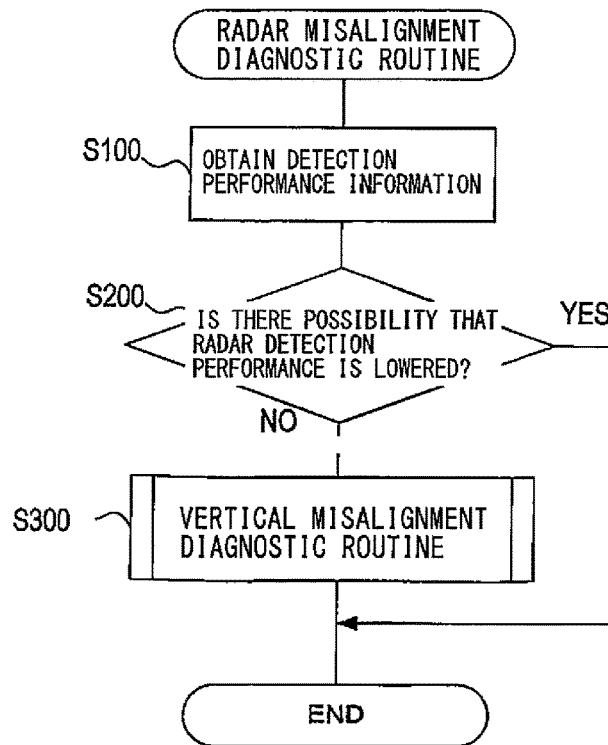 RADAR MISALIGNMENT
DIAGNOSTIC ROUTINE
S100
OBTAIN DETECTION
PERFORMANCE INFORMATION
S200
IS THERE POSSIBILITY THAT
RADAR DETECTION
PERFORMANCE IS LOWERED?
YES
NO
S300
VERTICAL MISALIGNMENT
DIAGNOSTIC ROUTINE
END